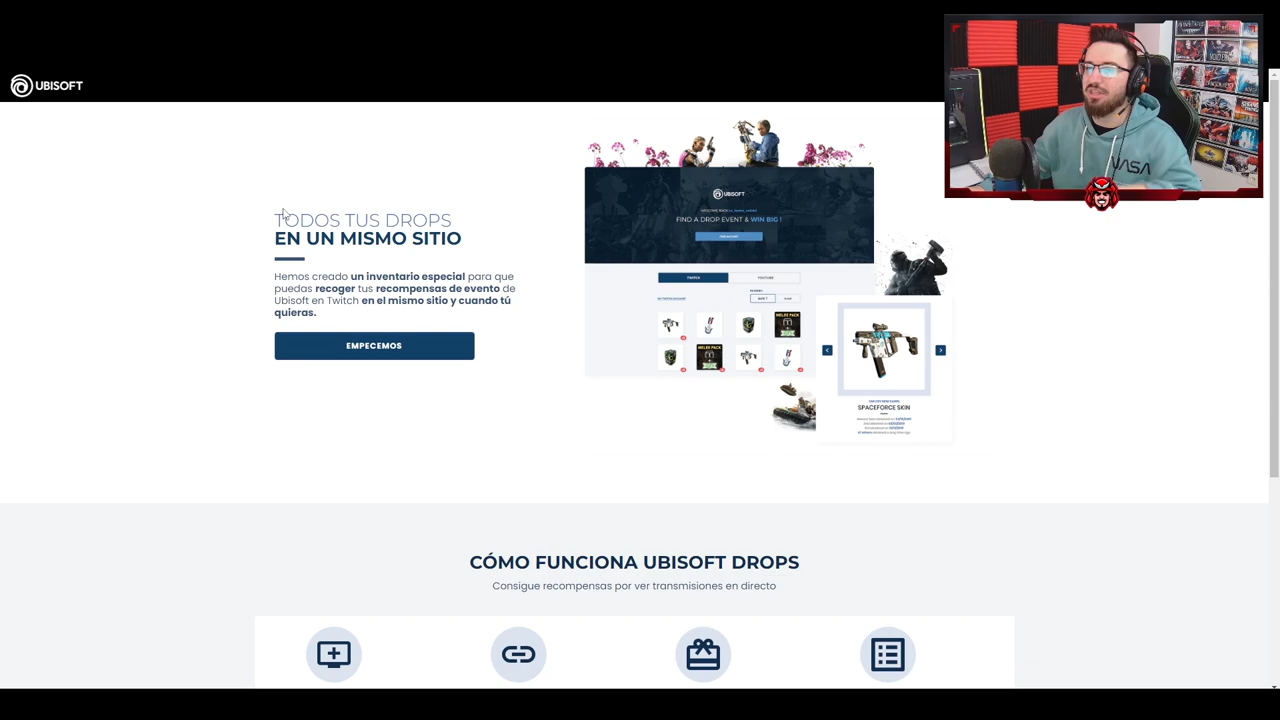 UBISOFT
TODOS TUS DROPS
EN UN MISMO SITIO
Hemos creado un inventario especial para que
puedas recoger tus recompensas de evento de
Ubisoft en Twitch en el mismo sitio y cuando tú
quieras.
EMPECEMOS
UBISOFT
FIND A DROP EVENT & WIN BIG !
TWITCH
YOUTUBE
MELEE PACK
MELEE PACK
SPACEFORCE SKIN
NASA
CÓMO FUNCIONA UBISOFT DROPS
Consigue recompensas por ver transmisiones en directo